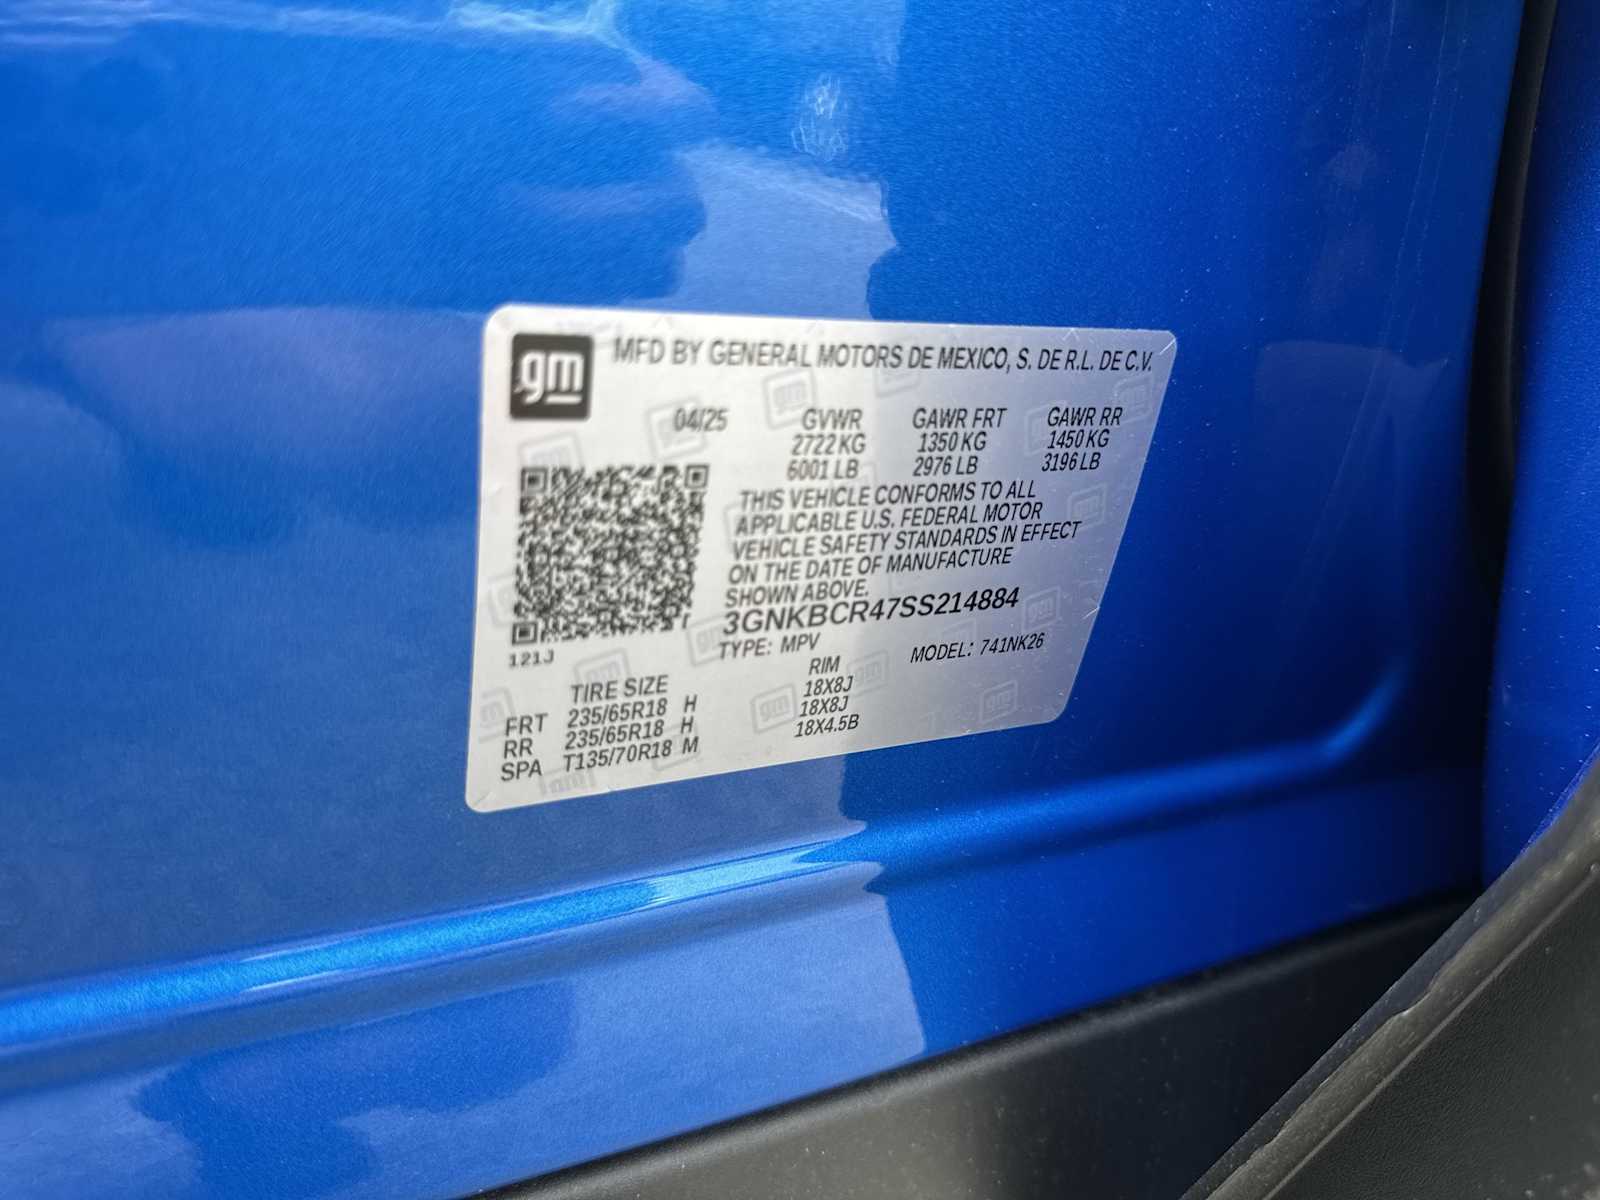 gm MFD BY GENERAL MOTORS DE MEXICO, S. DE R.L. DE C.V.
04/25 GVWR GAWR FRT GAWR RR
2722 KG 1350 KG 1450 KG
6001 LB 2976 LB 3196 LB
THIS VEHICLE CONFORMS TO ALL
APPLICABLE U.S. FEDERAL MOTOR
VEHICLE SAFETY STANDARDS IN EFFECT
ON THE DATE OF MANUFACTURE
SHOWN ABOVE.
3GNKBCR47SS214884
TYPE: MPV MODEL: 741NK26
121J
TIRE SIZE RIM
FRT 235/65R18 H 18X8J
RR 235/65R18 H 18X8J
SPA T135/70R18 M 18X4.5B